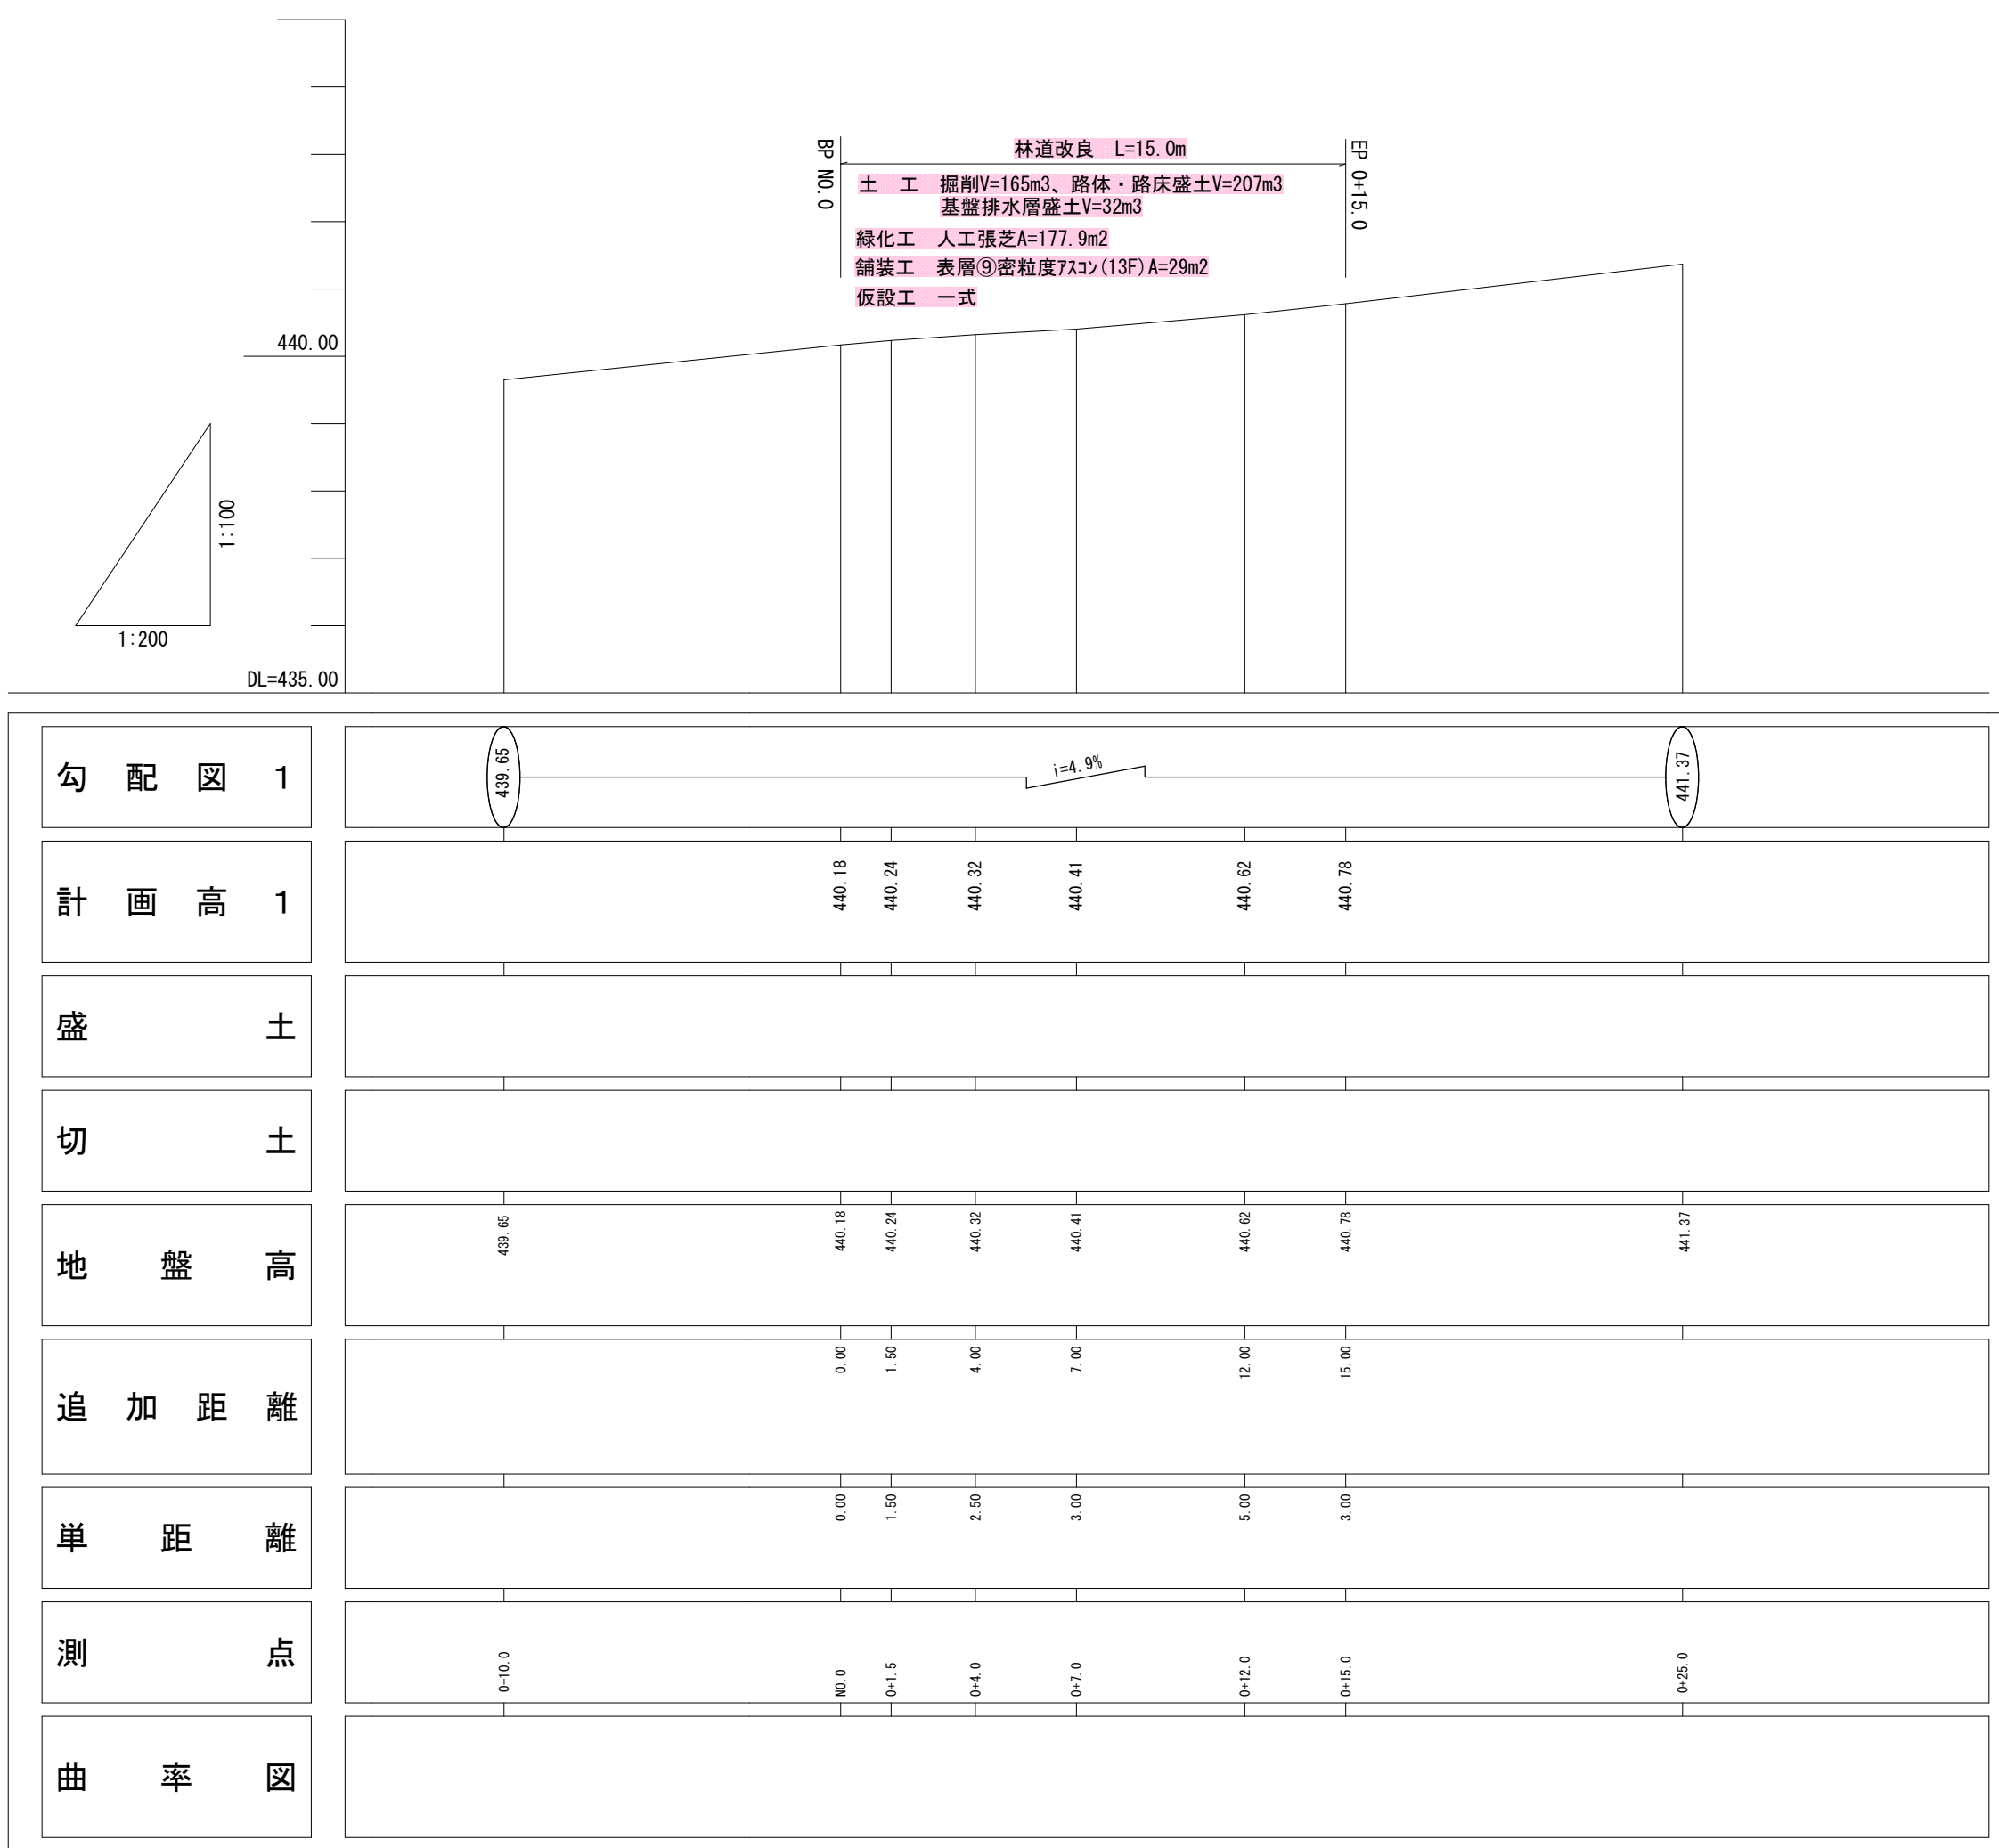 BP NO.0
EP 0+15.0
林道改良　L=15.0m
土　工　掘削V=165m3、路体・路床盛土V=207m3
基盤排水層盛土V=32m3
緑化工　人工張芝A=177.9m2
舗装工　表層⑨密粒度ｱｽｺﾝ(13F)A=29m2
仮設工　一式
440.00
1:100
1:200
DL=435.00
勾配図1　439.65　i=4.9%　441.37
計画高1　440.18　440.24　440.32　440.41　440.62　440.78
盛土
切土
地盤高　439.65　440.18　440.24　440.32　440.41　440.62　440.78　441.37
追加距離　0.00　1.50　4.00　7.00　12.00　15.00
単距離　0.00　1.50　2.50　3.00　5.00　3.00
測点　0-10.0　NO.0　0+1.5　0+4.0　0+7.0　0+12.0　0+15.0　0+25.0
曲率図